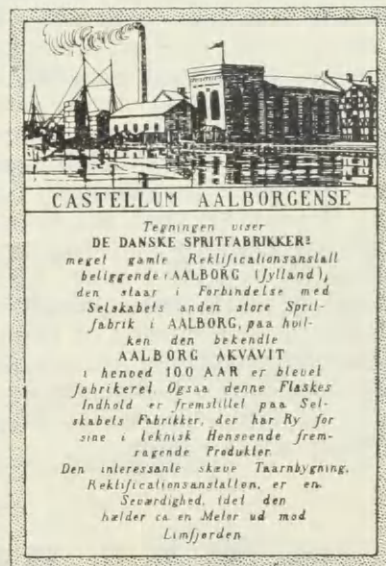 CASTELLUM AALBORGENSE
Tegningen viser
DE DANSKE SPRITFABRIKKERS
meget gamle Rektificationsanstalt
beliggende i AALBORG (Jylland),
den staar i Forbindelse med
Selskabets anden store Sprit-
fabrik i AALBORG, paa hvil-
ken den bekendte
AALBORG AKVAVIT
i henved 100 AAR er blevet
fabrikeret. Ogsaa denne Flaskes
Indhold er fremstillet paa Sel-
skabets Fabrikker, der har Ry for
sine i teknisk Henseende frem-
ragende Produkter
Den interessante skæve Taarnbygning,
Rektificationsanstalten, er en
Seværdighed, idet den
hælder ca en Meter ud mod
Limfjorden